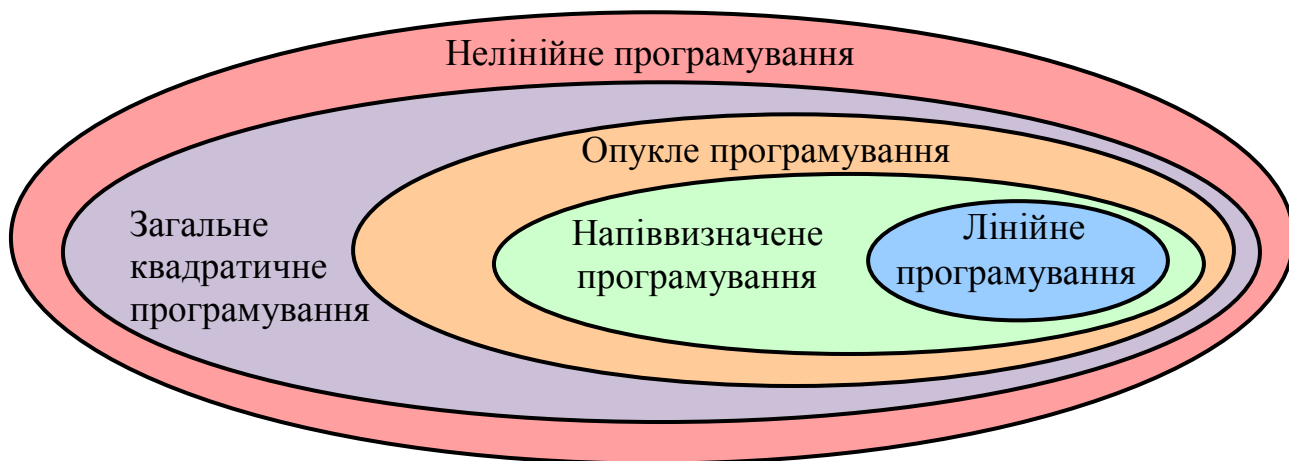 Нелінійне програмування
Опукле програмування
Загальне
квадратичне
програмування
Напіввизначене
програмування
Лінійне
програмування